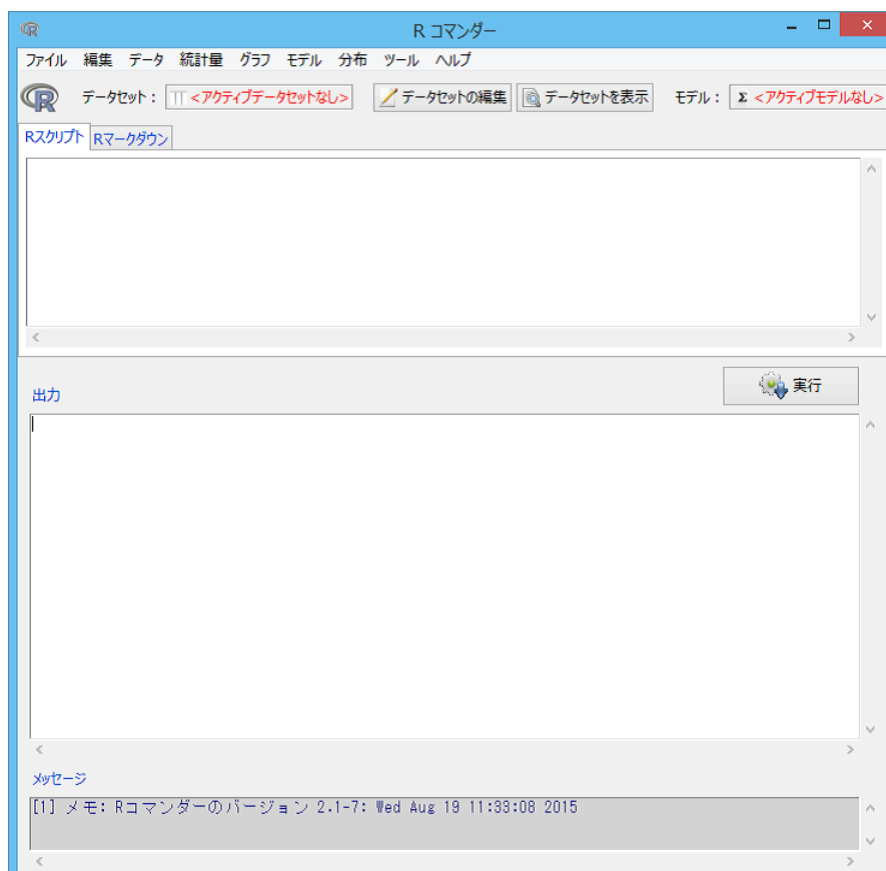 R コマンダー
ファイル 編集 データ 統計量 グラフ モデル 分布 ツール ヘルプ
R データセット: <アクティブデータセットなし> データセットの編集 データセットを表示 モデル: Σ <アクティブモデルなし>
Rスクリプト Rマークダウン
出力 実行
メッセージ
[1] メモ: Rコマンダーのバージョン 2.1-7: Wed Aug 19 11:33:08 2015